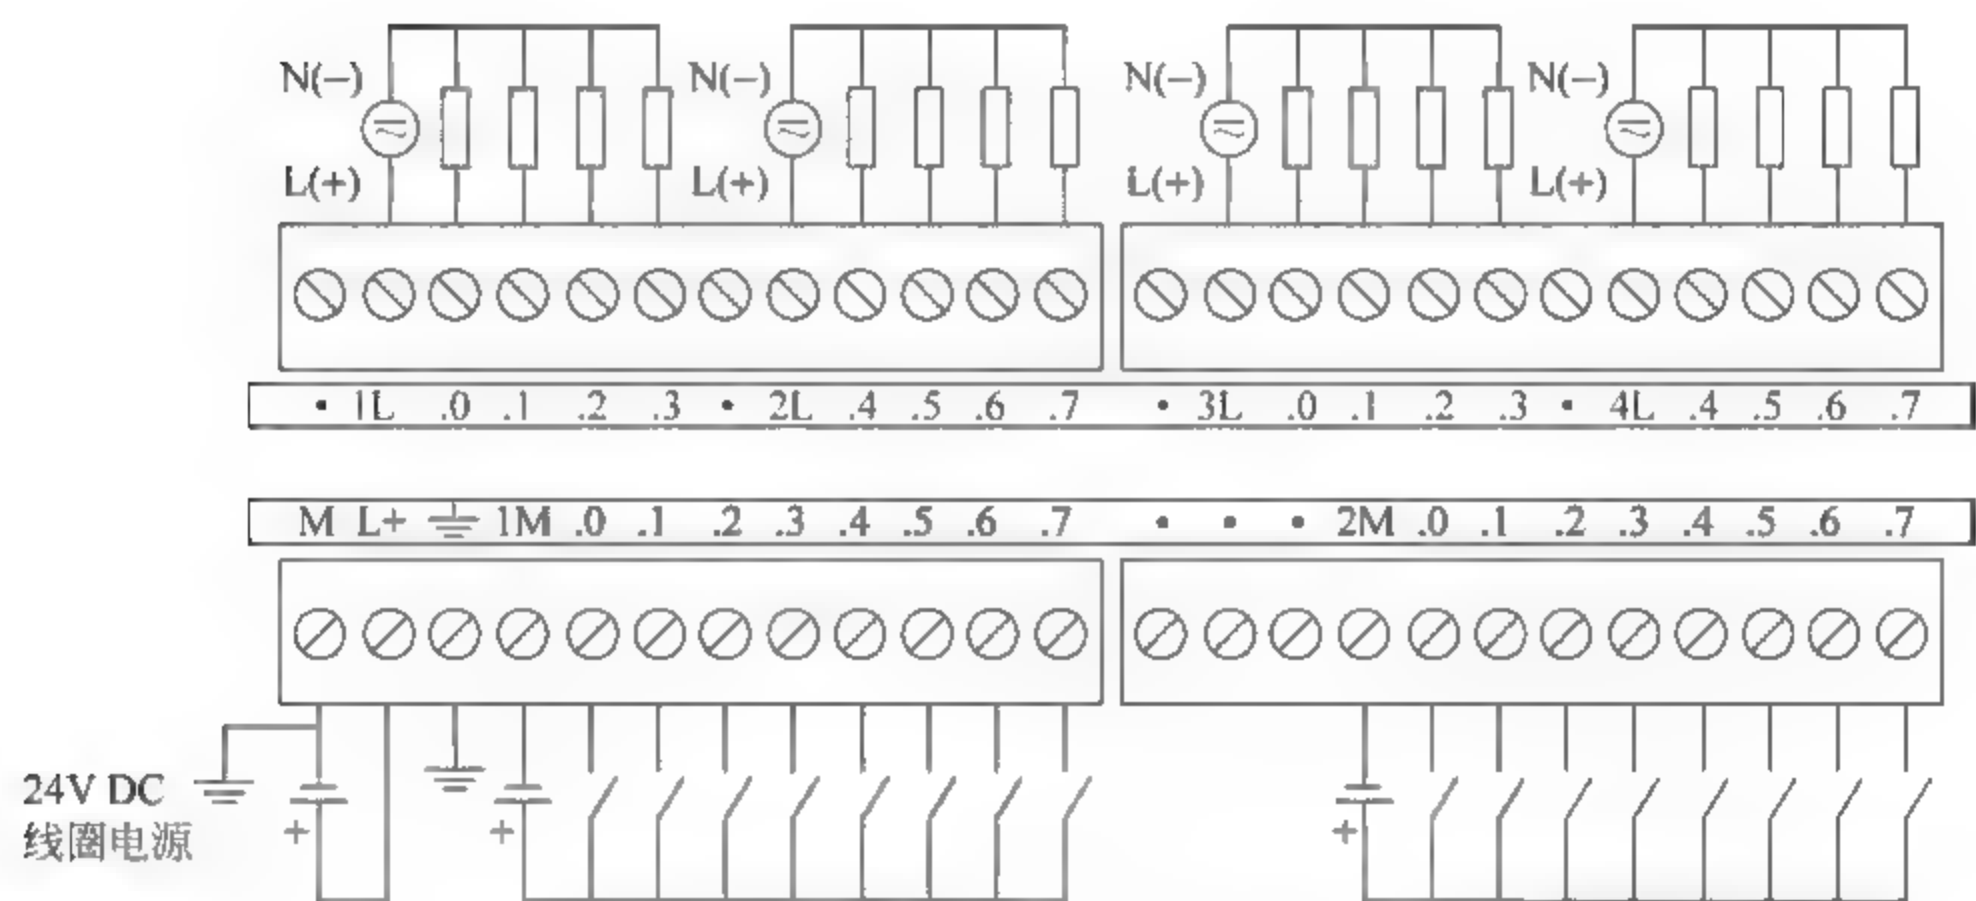 N(−) N(−) N(−) N(−)
L(+) L(+) L(+) L(+)
• 1L .0 .1 .2 .3 • 2L .4 .5 .6 .7 • 3L .0 .1 .2 .3 • 4L .4 .5 .6 .7
M L+ ⏚ 1M .0 .1 .2 .3 .4 .5 .6 .7 • • • 2M .0 .1 .2 .3 .4 .5 .6 .7
24V DC
线圈电源
+ + +